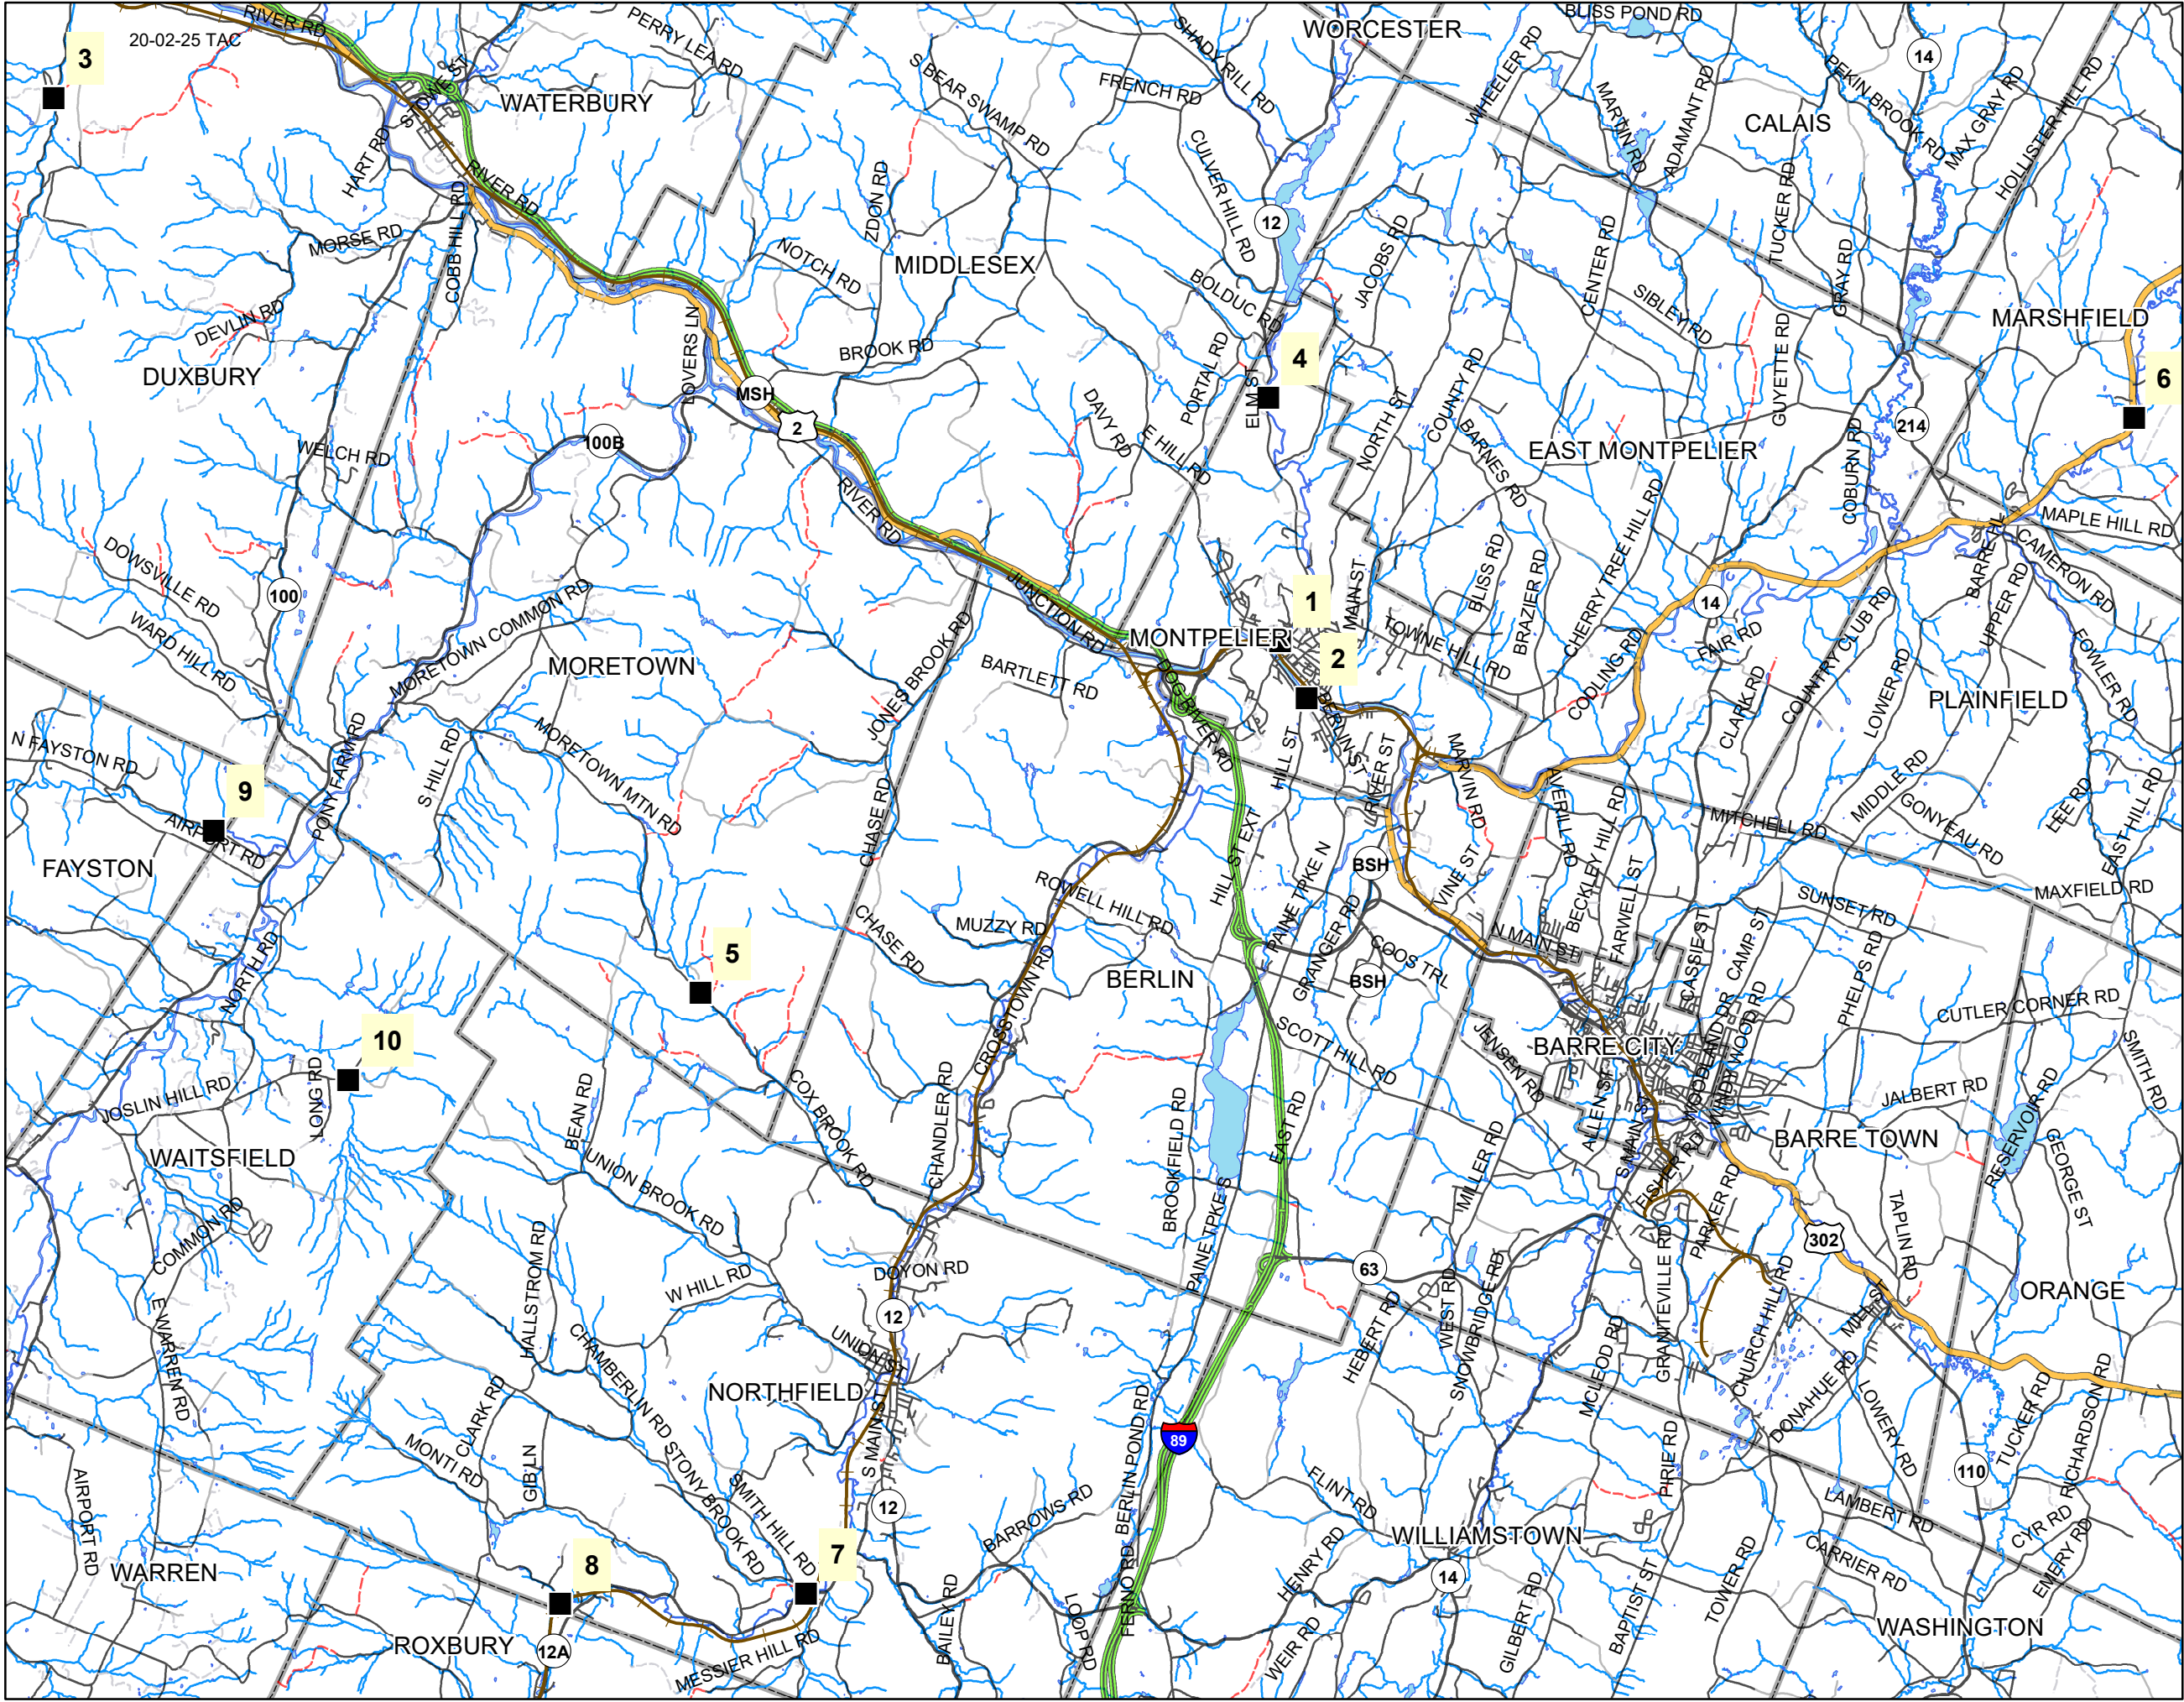 RIVER RD
20-02-25 TAC
3
STOWE ST
PERRY LEA RD
WATERBURY
S BEAR SWAMP RD
SHADY RILL RD
FRENCH RD
WORCESTER
WHEELER RD
BLISS POND RD
MARTIN RD
ADAMANT RD
CALAIS
14
PEKIN BROOK RD
MAX GRAY RD
HOLLISTER HILL RD
HART RD
RIVER RD
MORSE RD
COBB HILL RD
ZDON RD
NOTCH RD
MIDDLESEX
CULVER HILL RD
12
BOLDUC RD
JACOBS RD
CENTER RD
TUCKER RD
GRAY RD
SIBLEY RD
MARSHFIELD
DEVLIN RD
DUXBURY
LOVERS LN
BROOK RD
PORTAL RD
4
ELM ST
COUNTY RD
GUYETTE RD
6
MSH
2
100B
DAVY RD
E HILL RD
NORTH ST
BARNES RD
EAST MONTPELIER
COBURN RD
214
WELCH RD
RIVER RD
CHERRY TREE HILL RD
MAPLE HILL RD
BARRE
CAMERON RD
DOWSVILLE RD
100
WARD HILL RD
MORETOWN COMMON RD
JUNCTION RD
1
MAIN ST
BLISS RD
BRAZIER RD
14
UPPER RD
MONTPELIER
2
TOWNE HILL RD
CODLING RD
FAIR RD
COUNTRY CLUB RD
FOWLER RD
MORETOWN
BARTLETT RD
JONES BROOK RD
DOG RIVER RD
BERLIN ST
CLARK RD
LOWER RD
PLAINFIELD
N FAYSTON RD
PONY FARM RD
S HILL RD
MORETOWN MTN RD
HILL ST
RIVER ST
MARVIN RD
9
AIRPORT RD
CHASE RD
AVERILL RD
BECKLEY HILL RD
MITCHELL RD
MIDDLE RD
GONYEAU RD
LEE RD
EAST HILL RD
FAYSTON
HILL ST EXT
PAINE TPKE N
BSH
VINE ST
FARWELL ST
SUNSET RD
MAXFIELD RD
ROWELL HILL RD
MUZZY RD
CHASE RD
GRANGER RD
COOS TRL
N MAIN ST
CASSIE ST
CAMP ST
PHELPS RD
NORTH RD
5
BERLIN
BSH
CROSSTOWN RD
SCOTT HILL RD
JENSEN RD
BARRE CITY
WOODLAND DR
WINDYWOOD RD
CUTLER CORNER RD
SMITH RD
10
LONG RD
JOSLIN HILL RD
BEAN RD
COX BROOK RD
CHANDLER RD
BROOKFIELD RD
EAST RD
MILLER RD
ALLEN ST
S MAIN ST
FISHER RD
JALBERT RD
RESERVOIR RD
GEORGE ST
BARRE TOWN
WAITSFIELD
UNION BROOK RD
COMMON RD
HALLSTROM RD
W HILL RD
DOYON RD
PAINE TPKE S
63
PARKER RD
302
TAPLIN RD
ORANGE
E WARREN RD
12
UNION ST
WEST RD
SNOWBRIDGE RD
HEBERT RD
GRANITEVILLE RD
CHURCH HILL RD
MILL ST
CHAMBERLIN RD
NORTHFIELD
S MAIN ST
MCLEOD RD
DONAHUE RD
LOWERY RD
TUCKER RD
RICHARDSON RD
CLARK RD
MONTI RD
GIB LN
STONY BROOK RD
SMITH HILL RD
BERLIN POND RD
89
FLINT RD
PIRIE RD
110
AIRPORT RD
12
BARROWS RD
WILLIAMSTOWN
LAMBERT RD
CYR RD
EMERY RD
WARREN
8
7
HENRY RD
14
TOWER RD
CARRIER RD
BAILEY RD
LOOP RD
FERNO RD
GILBERT RD
BAPTIST ST
WASHINGTON
ROXBURY
12A
MESSIER HILL RD
WEIR RD